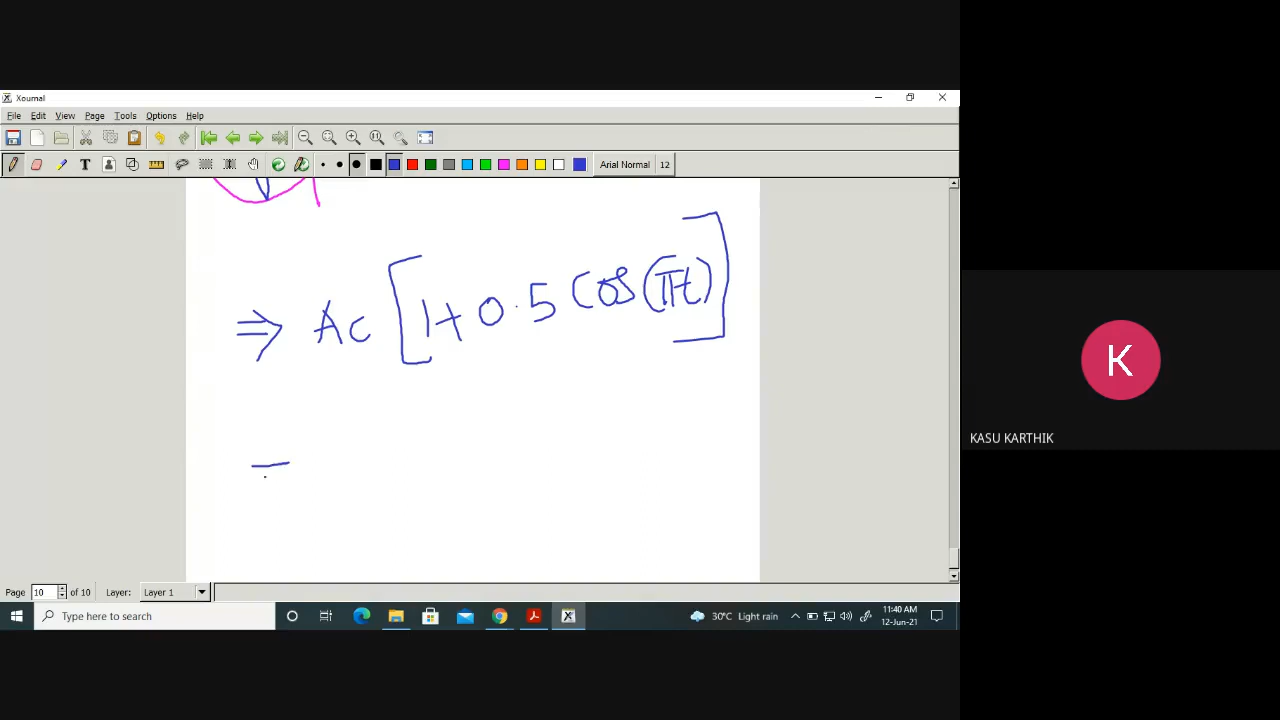 Xournal
File Edit View Page Tools Options Help
T Arial Normal 12
⇒ Ac [1+0.5 Cos(πt)]
Page 10 of 10 Layer: Layer 1
Type here to search 30°C Light rain 11:40 AM
12-Jun-21
K
KASU KARTHIK